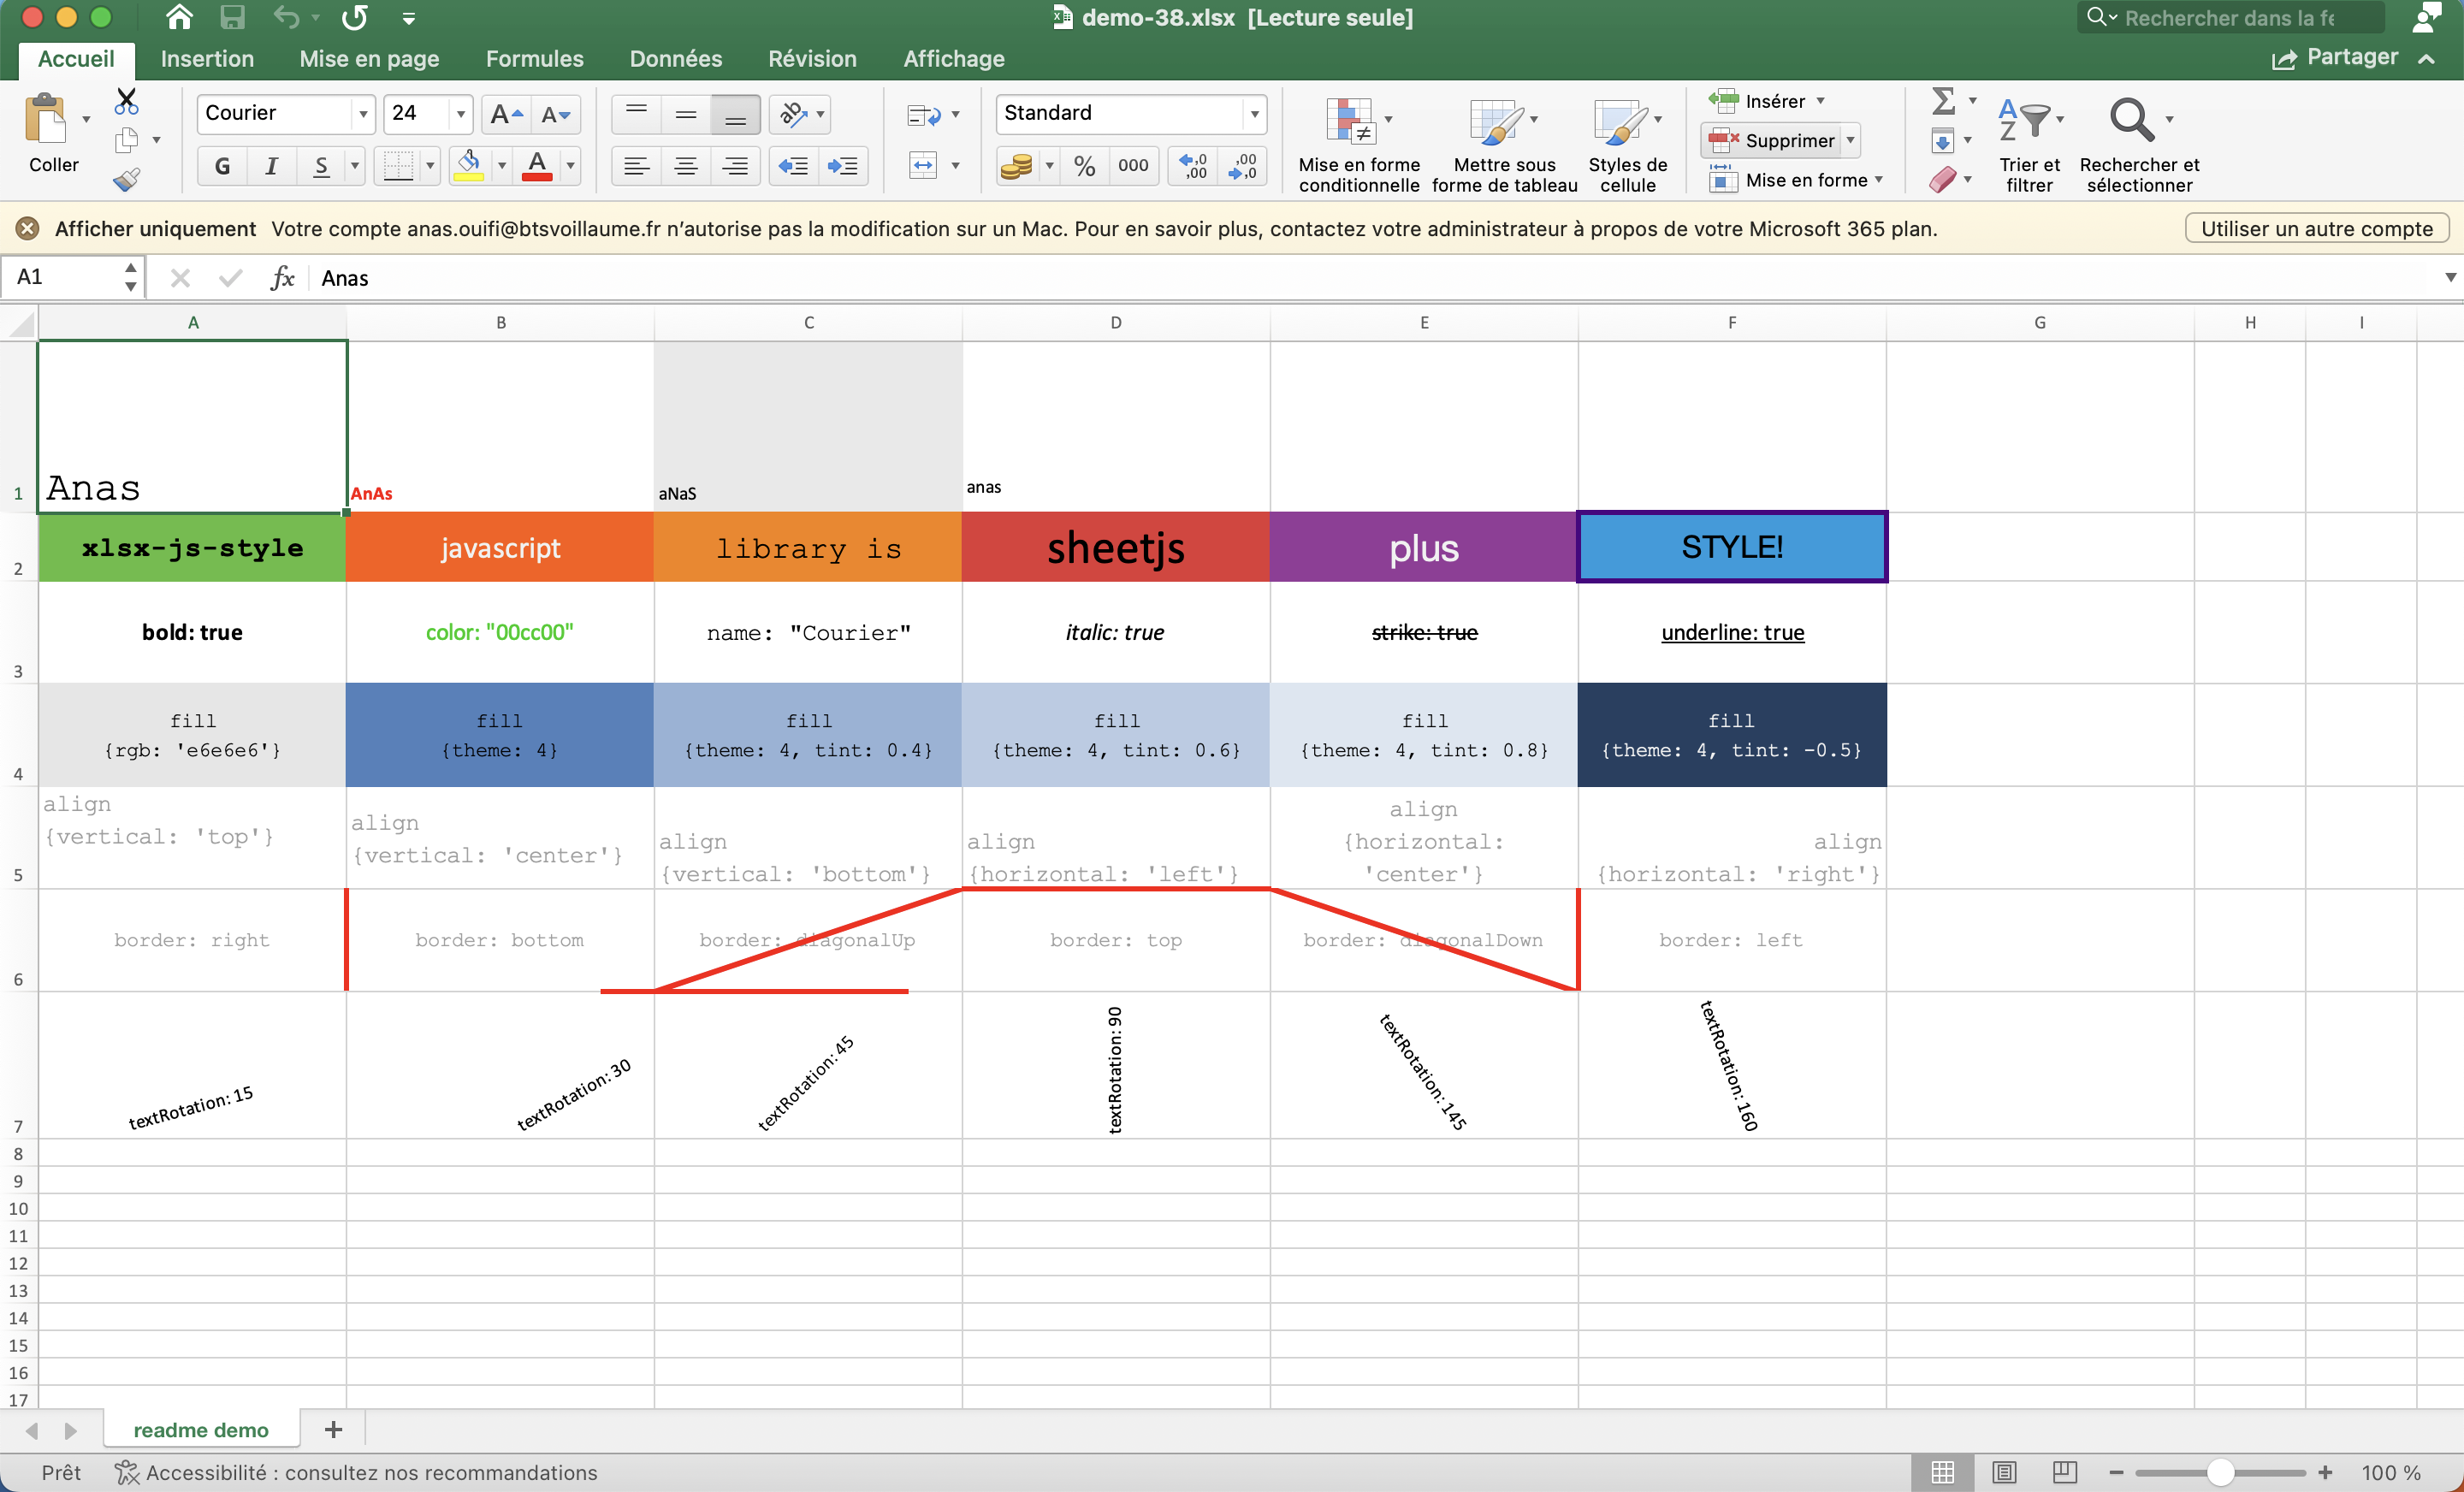 demo-38.xlsx [Lecture seule]
Rechercher dans la fe
Accueil Insertion Mise en page Formules Données Révision Affichage
Partager
Coller
Courier 24
G I S
Standard
% 000
Mise en forme conditionnelle
Mettre sous forme de tableau
Styles de cellule
Insérer
Supprimer
Mise en forme
Trier et filtrer
Rechercher et sélectionner
Afficher uniquement Votre compte anas.ouifi@btsvoillaume.fr n’autorise pas la modification sur un Mac. Pour en savoir plus, contactez votre administrateur à propos de votre Microsoft 365 plan.
Utiliser un autre compte
A1 fx Anas
A B C D E F G H I
1 Anas AnAs aNaS anas
2 xlsx-js-style javascript library is sheetjs plus STYLE!
3 bold: true color: "00cc00" name: "Courier" italic: true strike: true underline: true
4
fill
{rgb: 'e6e6e6'}
fill
{theme: 4}
fill
{theme: 4, tint: 0.4}
fill
{theme: 4, tint: 0.6}
fill
{theme: 4, tint: 0.8}
fill
{theme: 4, tint: -0.5}
5
align
{vertical: 'top'}
align
{vertical: 'center'}
align
{vertical: 'bottom'}
align
{horizontal: 'left'}
align
{horizontal:
'center'}
align
{horizontal: 'right'}
6 border: right border: bottom border: diagonalUp border: top border: diagonalDown border: left
7 textRotation: 15 textRotation: 30 textRotation: 45 textRotation: 90 textRotation: 145 textRotation: 160
8
9
10
11
12
13
14
15
16
17
readme demo +
Prêt Accessibilité : consultez nos recommandations
100 %